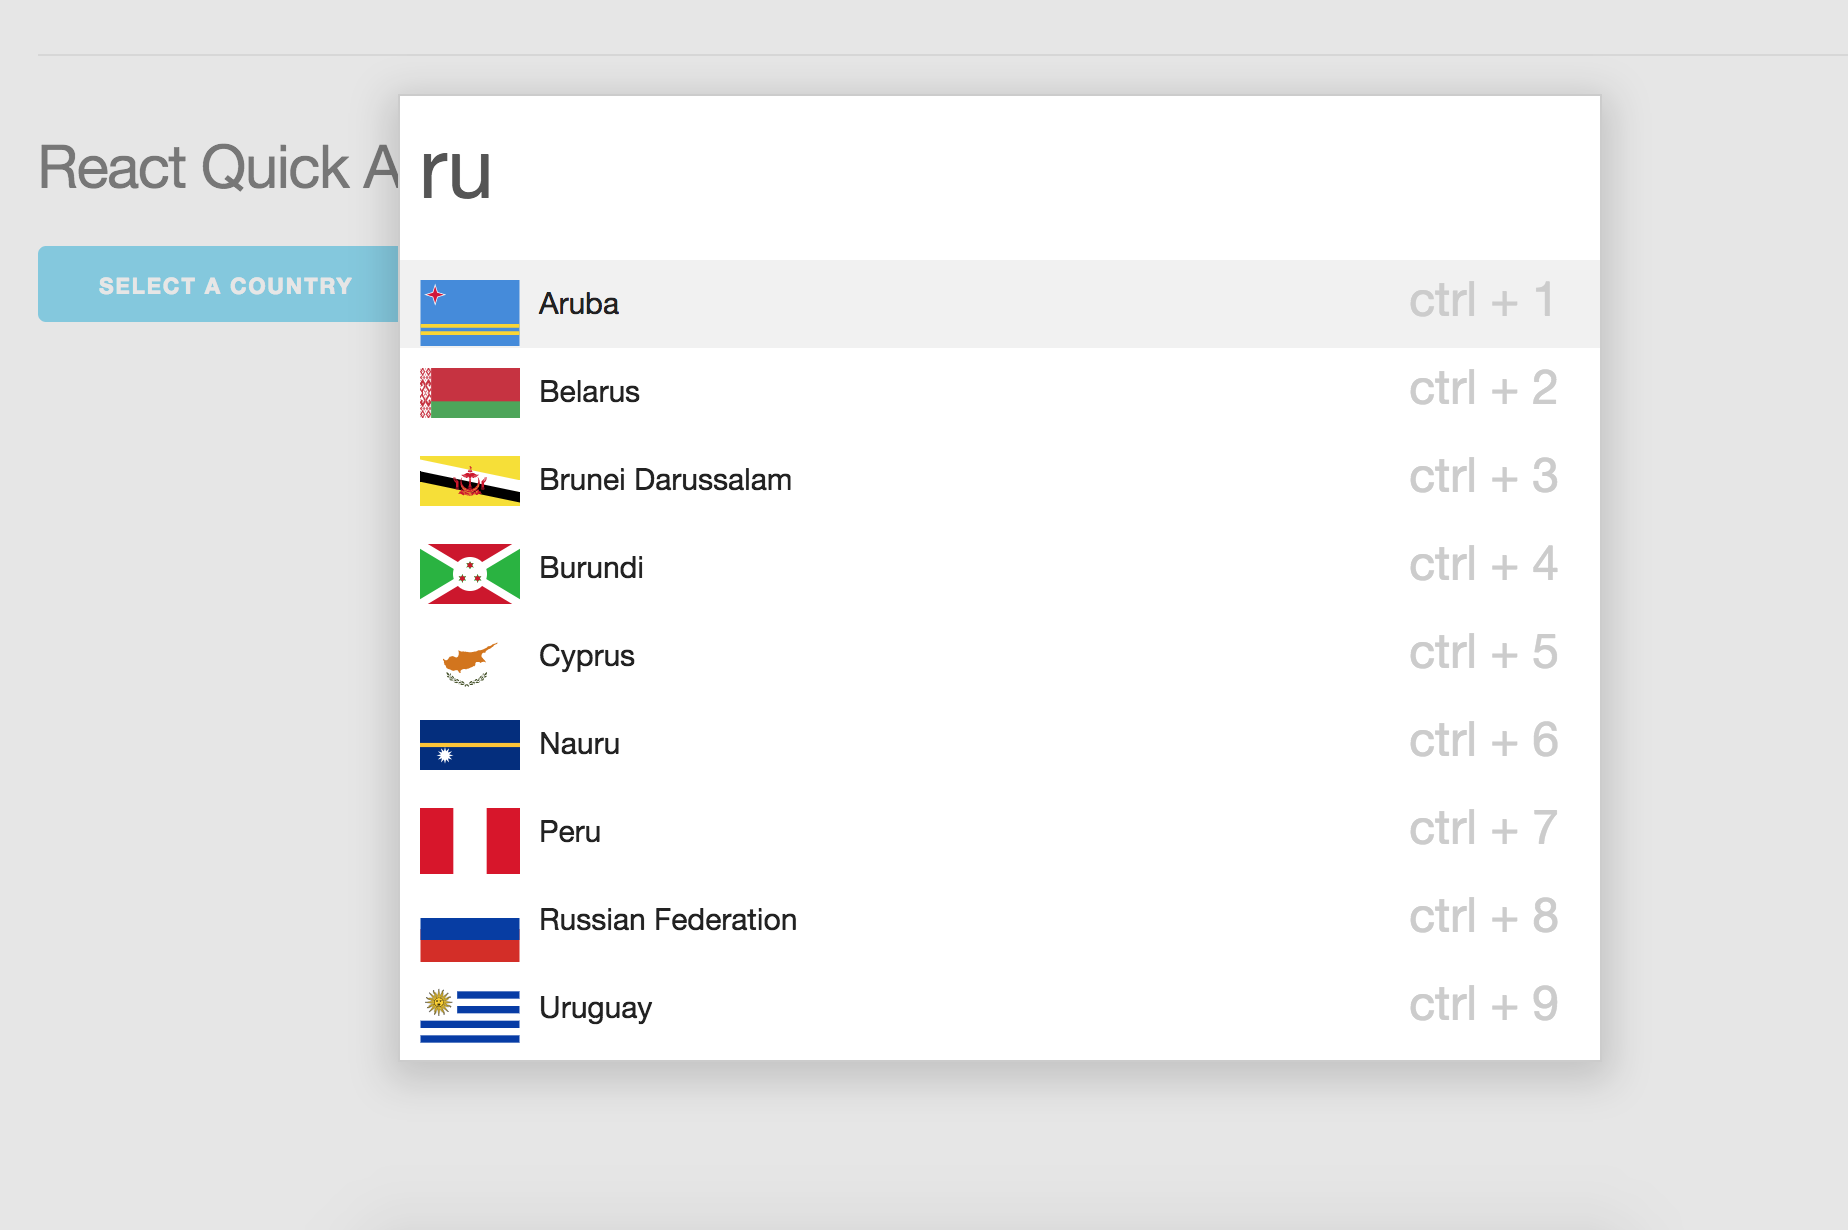 React Quick A
SELECT A COUNTRY
ru
Aruba ctrl + 1
Belarus ctrl + 2
Brunei Darussalam ctrl + 3
Burundi ctrl + 4
Cyprus ctrl + 5
Nauru ctrl + 6
Peru ctrl + 7
Russian Federation ctrl + 8
Uruguay ctrl + 9